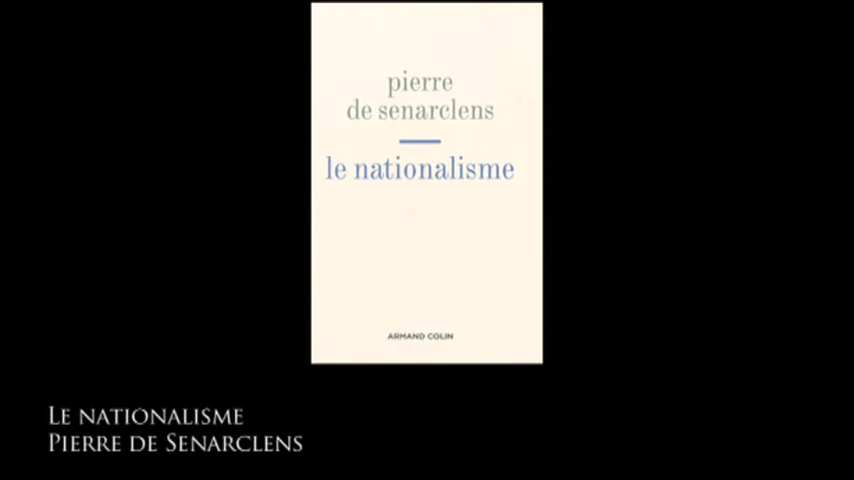 pierre
de senarclens
le nationalisme
ARMAND COLIN
LE NATIONALISME
PIERRE DE SENARCLENS